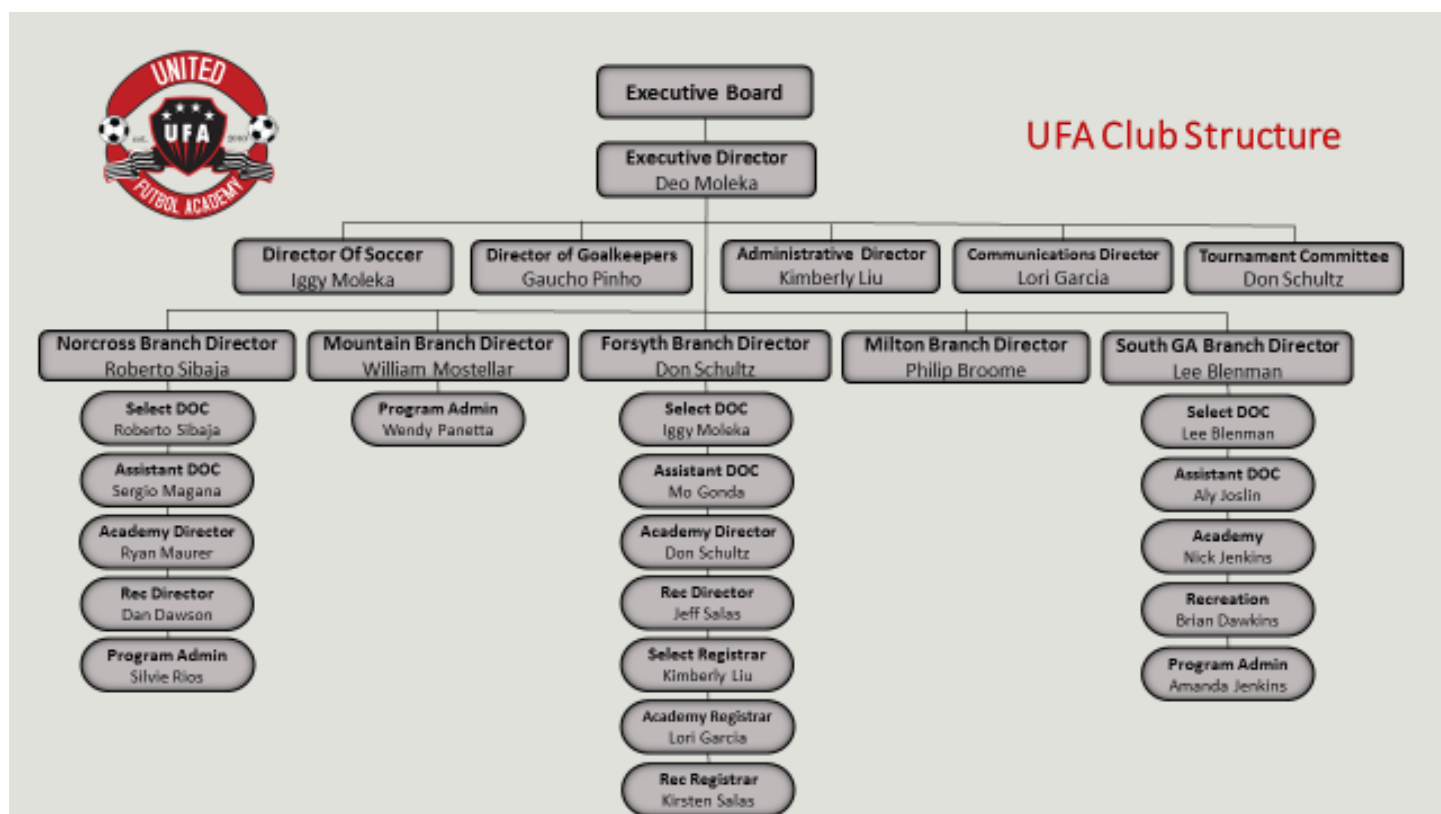 UNITED
est. UFA 2010
FUTBOL ACADEMY
UFA Club Structure
Executive Board
Executive Director
Deo Moleka
Director Of Soccer
Iggy Moleka
Director of Goalkeepers
Gaucho Pinho
Administrative Director
Kimberly Liu
Communications Director
Lori Garcia
Tournament Committee
Don Schultz
Norcross Branch Director
Roberto Sibaja
Select DOC
Roberto Sibaja
Assistant DOC
Sergio Magana
Academy Director
Ryan Maurer
Rec Director
Dan Dawson
Program Admin
Silvie Rios
Mountain Branch Director
William Mostellar
Program Admin
Wendy Panetta
Forsyth Branch Director
Don Schultz
Select DOC
Iggy Moleka
Assistant DOC
Mo Gonda
Academy Director
Don Schultz
Rec Director
Jeff Salas
Select Registrar
Kimberly Liu
Academy Registrar
Lori Garcia
Rec Registrar
Kirsten Salas
Milton Branch Director
Philip Broome
South GA Branch Director
Lee Blenman
Select DOC
Lee Blenman
Assistant DOC
Aly Joslin
Academy
Nick Jenkins
Recreation
Brian Dawkins
Program Admin
Amanda Jenkins